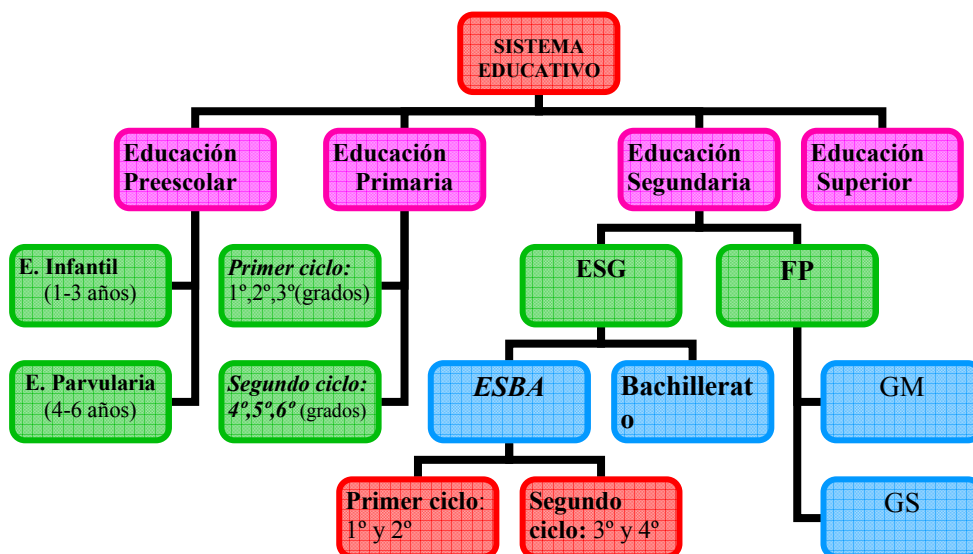 SISTEMA
EDUCATIVO
Educación
Preescolar
Educación
Primaria
Educación
Segundaria
Educación
Superior
E. Infantil
(1-3 años)
Primer ciclo:
1º,2º,3º(grados)
ESG
FP
E. Parvularia
(4-6 años)
Segundo ciclo:
4º,5º,6º (grados)
ESBA
Bachillerat
o
GM
Primer ciclo:
1º y 2º
Segundo
ciclo: 3º y 4º
GS